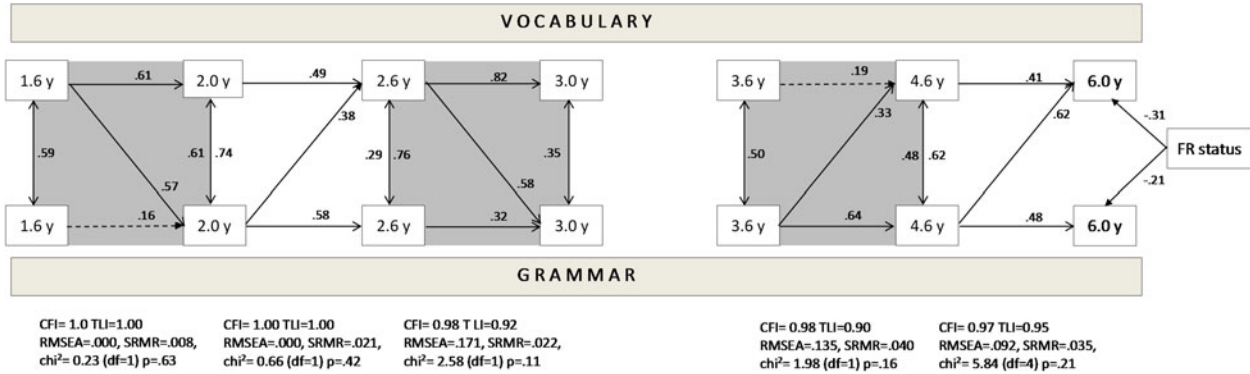 VOCABULARY
1.6 y .61 2.0 y .49 2.6 y .82 3.0 y 3.6 y .19 4.6 y .41 6.0 y
.38 .33 .62 -.31
.59 .61 .74 .29 .76 .35 .50 .48 .62 FR status
.57 .58 -.21
1.6 y .16 2.0 y .58 2.6 y .32 3.0 y 3.6 y .64 4.6 y .48 6.0 y
GRAMMAR
CFI= 1.0 TLI=1.00
RMSEA=.000, SRMR=.008,
chi²= 0.23 (df=1) p=.63
CFI= 1.00 TLI=1.00
RMSEA=.000, SRMR=.021,
chi²= 0.66 (df=1) p=.42
CFI= 0.98 T LI=0.92
RMSEA=.171, SRMR=.022,
chi²= 2.58 (df=1) p=.11
CFI= 0.98 TLI=0.90
RMSEA=.135, SRMR=.040
chi²= 1.98 (df=1) p=.16
CFI= 0.97 TLI=0.95
RMSEA=.092, SRMR=.035,
chi²= 5.84 (df=4) p=.21